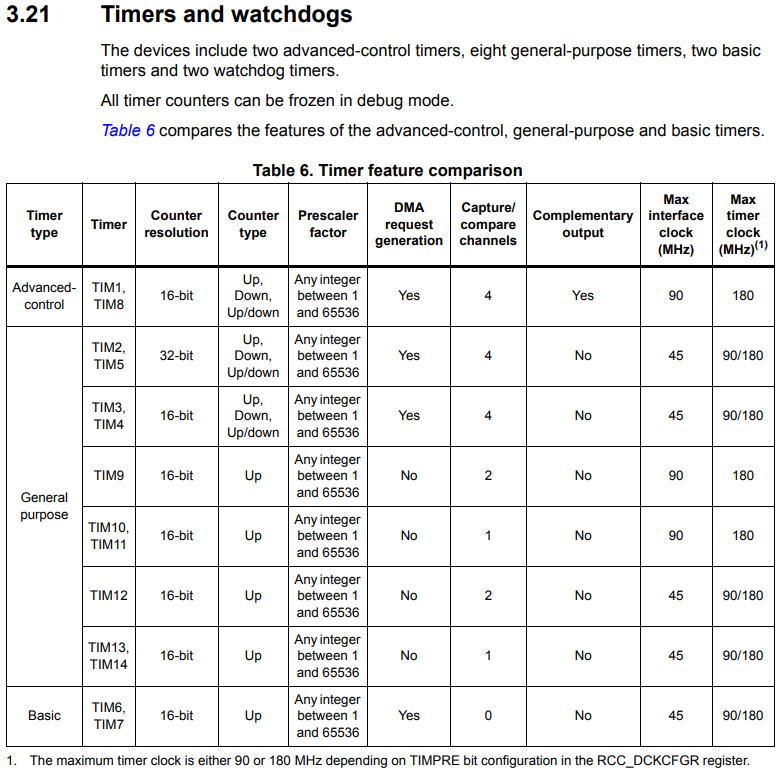 3.21 Timers and watchdogs
The devices include two advanced-control timers, eight general-purpose timers, two basic
timers and two watchdog timers.
All timer counters can be frozen in debug mode.
Table 6 compares the features of the advanced-control, general-purpose and basic timers.
Table 6. Timer feature comparison
Timer
type
Timer
Counter
resolution
Counter
type
Prescaler
factor
DMA
request
generation
Capture/
compare
channels
Complementary
output
Max
interface
clock
(MHz)
Max
timer
clock
(MHz)(1)
Advanced-
control
TIM1,
TIM8
16-bit
Up,
Down,
Up/down
Any integer
between 1
and 65536
Yes
4
Yes
90
180
General
purpose
TIM2,
TIM5
32-bit
Up,
Down,
Up/down
Any integer
between 1
and 65536
Yes
4
No
45
90/180
TIM3,
TIM4
16-bit
Up,
Down,
Up/down
Any integer
between 1
and 65536
Yes
4
No
45
90/180
TIM9
16-bit
Up
Any integer
between 1
and 65536
No
2
No
90
180
TIM10,
TIM11
16-bit
Up
Any integer
between 1
and 65536
No
1
No
90
180
TIM12
16-bit
Up
Any integer
between 1
and 65536
No
2
No
45
90/180
TIM13,
TIM14
16-bit
Up
Any integer
between 1
and 65536
No
1
No
45
90/180
Basic
TIM6,
TIM7
16-bit
Up
Any integer
between 1
and 65536
Yes
0
No
45
90/180
1. The maximum timer clock is either 90 or 180 MHz depending on TIMPRE bit configuration in the RCC_DCKCFGR register.